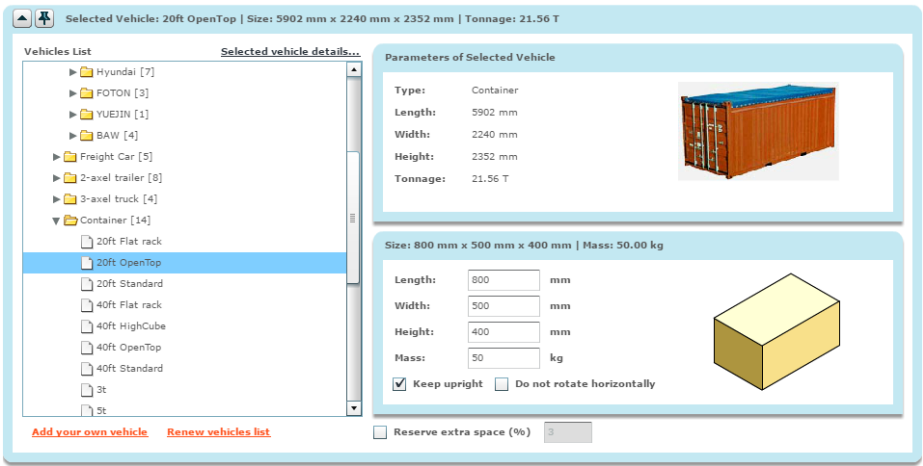 Selected Vehicle: 20ft OpenTop | Size: 5902 mm x 2240 mm x 2352 mm | Tonnage: 21.56 T
Vehicles List
Selected vehicle details...
Hyundai [7]
FOTON [3]
YUEJIN [1]
BAW [4]
Freight Car [5]
2-axel trailer [8]
3-axel truck [4]
Container [14]
20ft Flat rack
20ft OpenTop
20ft Standard
40ft Flat rack
40ft HighCube
40ft OpenTop
40ft Standard
3t
5t
Add your own vehicle
Renew vehicles list
Parameters of Selected Vehicle
Type: Container
Length: 5902 mm
Width: 2240 mm
Height: 2352 mm
Tonnage: 21.56 T
Size: 800 mm x 500 mm x 400 mm | Mass: 50.00 kg
Length: 800 mm
Width: 500 mm
Height: 400 mm
Mass: 50 kg
Keep upright Do not rotate horizontally
Reserve extra space (%) 3